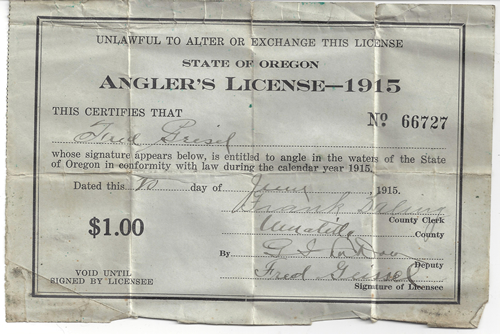 UNLAWFUL TO ALTER OR EXCHANGE THIS LICENSE
STATE OF OREGON
ANGLER'S LICENSE—1915
THIS CERTIFIES THAT
No 66727
Fred Geisel
whose signature appears below, is entitled to angle in the waters of the State
of Oregon in conformity with law during the calendar year 1915.
Dated this 10 day of June 1915.
Frank
County Clerk
$1.00
Umatilla County
By
Deputy
Fred Geissel
VOID UNTIL
SIGNED BY LICENSEE
Signature of Licensee